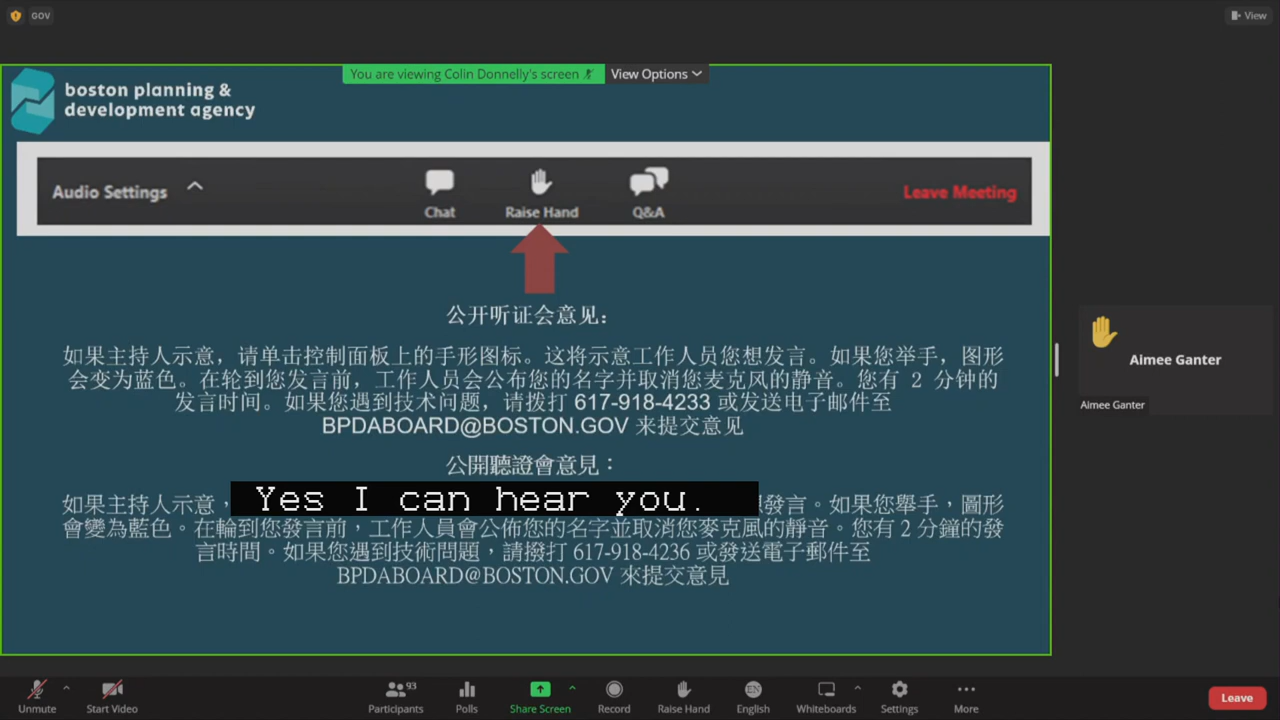 GOV
View
You are viewing Colin Donnelly's screen
View Options
boston planning &
development agency
Audio Settings
Chat
Raise Hand
Q&A
Leave Meeting
公开听证会意见：
如果主持人示意，请单击控制面板上的手形图标。这将示意工作人员您想发言。如果您举手，图形
会变为蓝色。在轮到您发言前，工作人员会公布您的名字并取消您麦克风的静音。您有 2 分钟的
发言时间。如果您遇到技术问题，请拨打 617-918-4233 或发送电子邮件至
BPDABOARD@BOSTON.GOV 来提交意见
公開聽證會意見：
如果主持人示意，
Yes I can hear you.
發言。如果您舉手，圖形
會變為藍色。在輪到您發言前，工作人員會公佈您的名字並取消您麥克風的靜音。您有 2 分鐘的發
言時間。如果您遇到技術問題，請撥打 617-918-4236 或發送電子郵件至
BPDABOARD@BOSTON.GOV 來提交意見
Aimee Ganter
Aimee Ganter
Unmute
Start Video
93
Participants
Polls
Share Screen
Record
Raise Hand
EN
English
Whiteboards
Settings
More
Leave